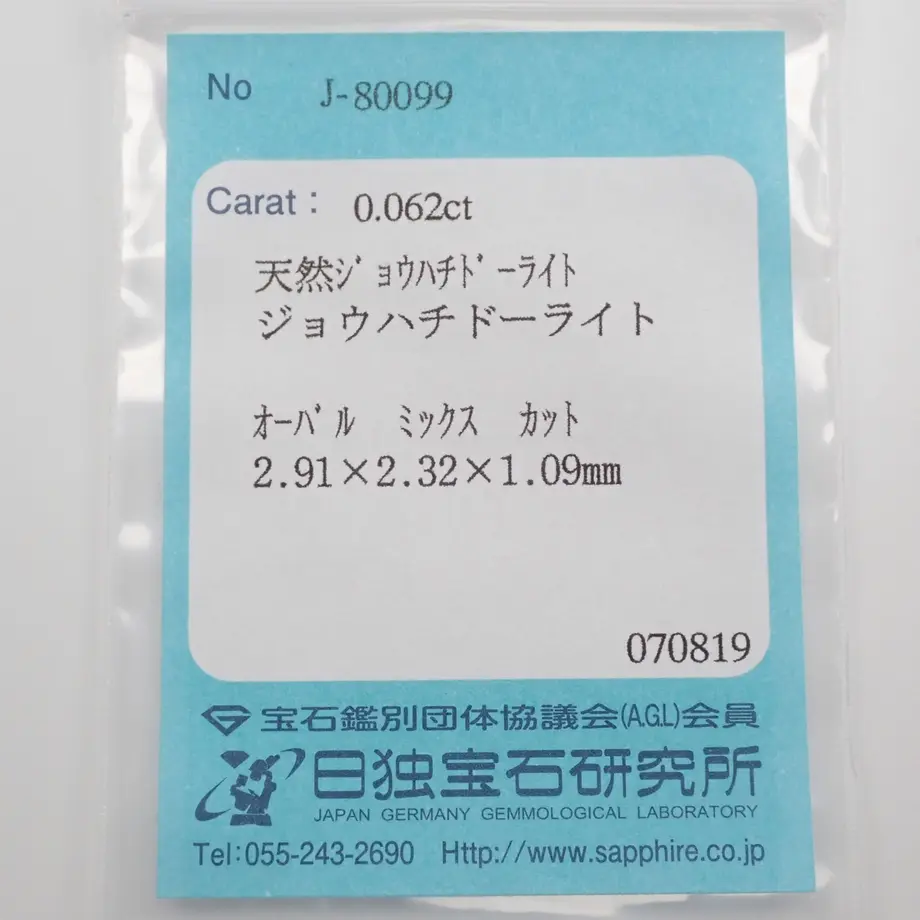 No J-80099
Carat: 0.062ct
天然ｼﾞｮｳﾊﾁﾄﾞｰﾗｲﾄ
ジョウハチドーライト
ｵｰﾊﾞﾙ ﾐｯｸｽ ｶｯﾄ
2.91×2.32×1.09mm
070819
宝石鑑別団体協議会(A.G.L)会員
日独宝石研究所
JAPAN GERMANY GEMMOLOGICAL LABORATORY
Tel:055-243-2690 Http://www.sapphire.co.jp